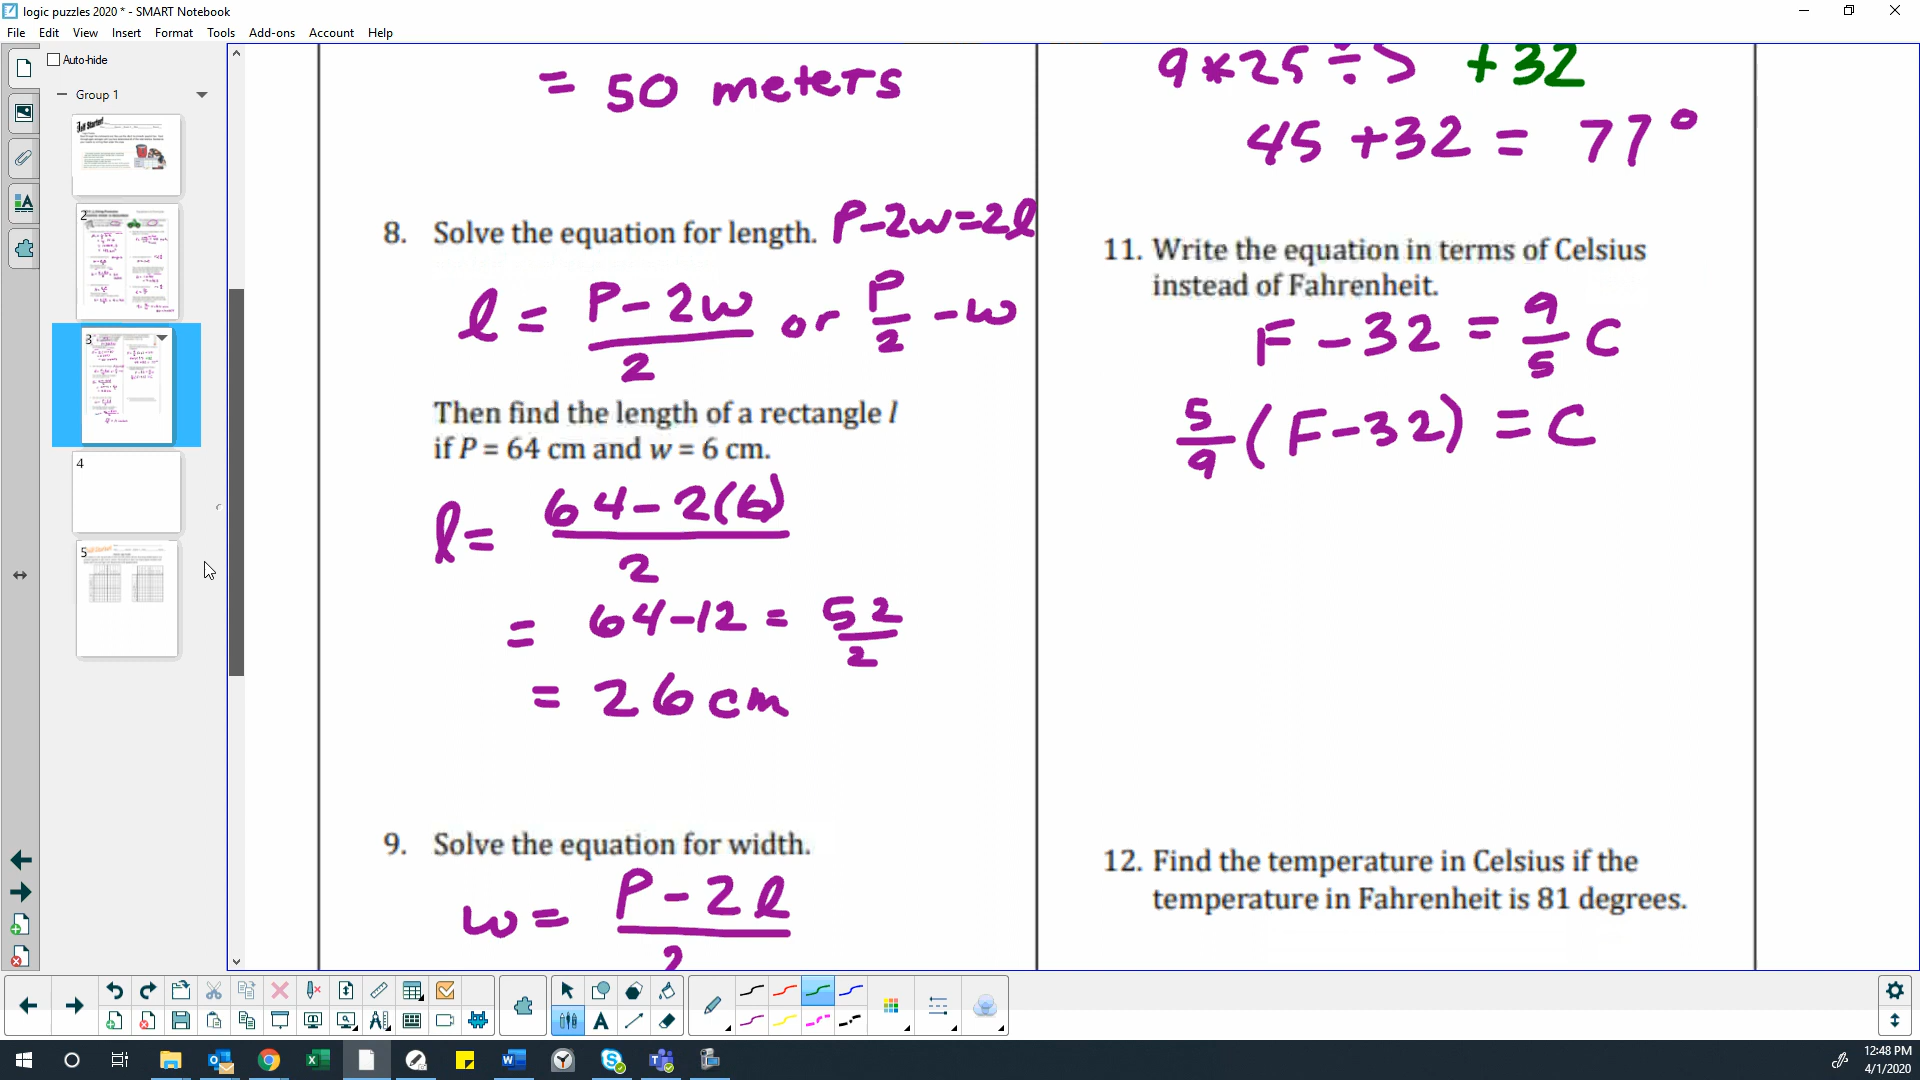 logic puzzles 2020 * - SMART Notebook
File Edit View Insert Format Tools Add-ons Account Help
Auto-hide
Group 1
2
3
4
5
= 50 meters
8. Solve the equation for length. P-2w=2l
l = P-2w / 2 or P/2 - w
Then find the length of a rectangle l
if P = 64 cm and w = 6 cm.
l = 64-2(6) / 2
= 64-12 = 52/2
= 26 cm
9. Solve the equation for width.
w = P-2l / 2
9*25÷5 +32
45 +32 = 77°
11. Write the equation in terms of Celsius
instead of Fahrenheit.
F - 32 = 9/5 C
5/9 (F-32) = C
12. Find the temperature in Celsius if the
temperature in Fahrenheit is 81 degrees.
12:48 PM
4/1/2020